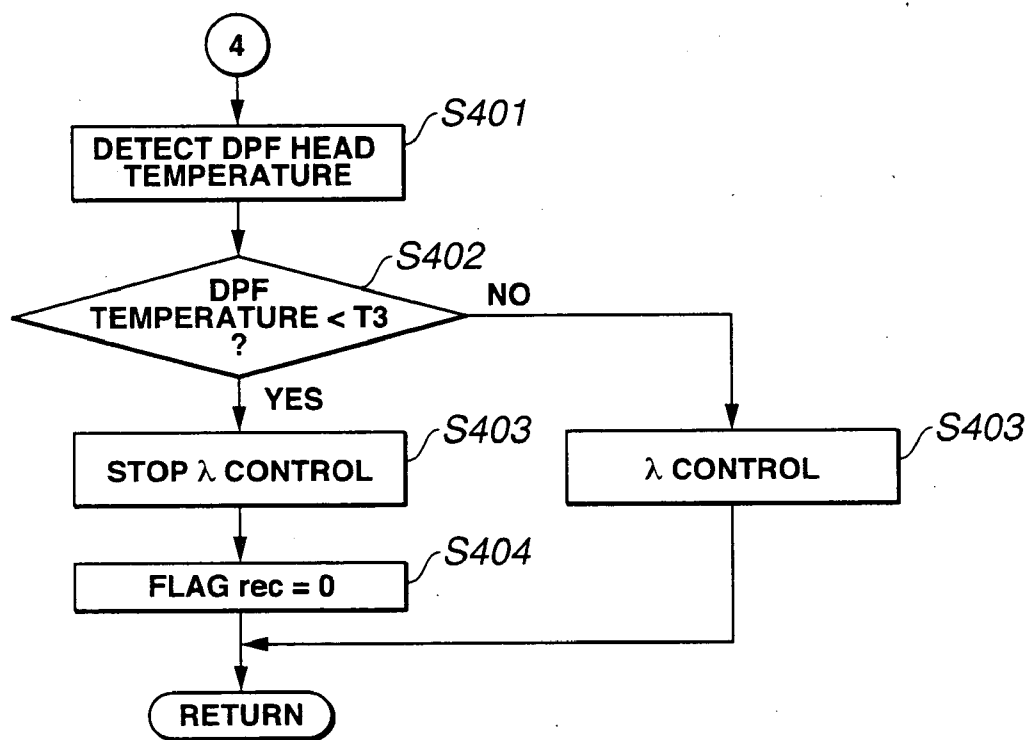 4
S401
DETECT DPF HEAD
TEMPERATURE
S402
DPF
TEMPERATURE < T3
?
NO
YES
S403
STOP λ CONTROL
S403
λ CONTROL
S404
FLAG rec = 0
RETURN